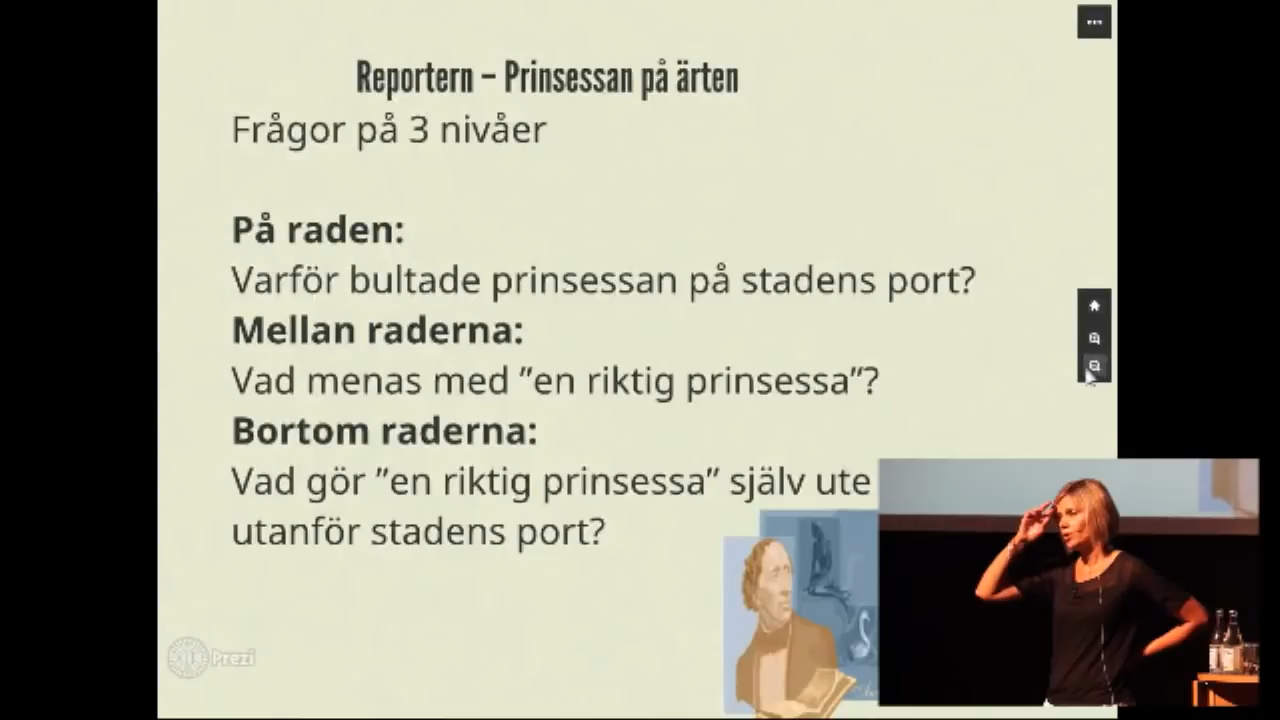 Reportern – Prinsessan på ärten
Frågor på 3 nivåer
På raden:
Varför bultade prinsessan på stadens port?
Mellan raderna:
Vad menas med ”en riktig prinsessa”?
Bortom raderna:
Vad gör ”en riktig prinsessa” själv ute
utanför stadens port?
Prezi